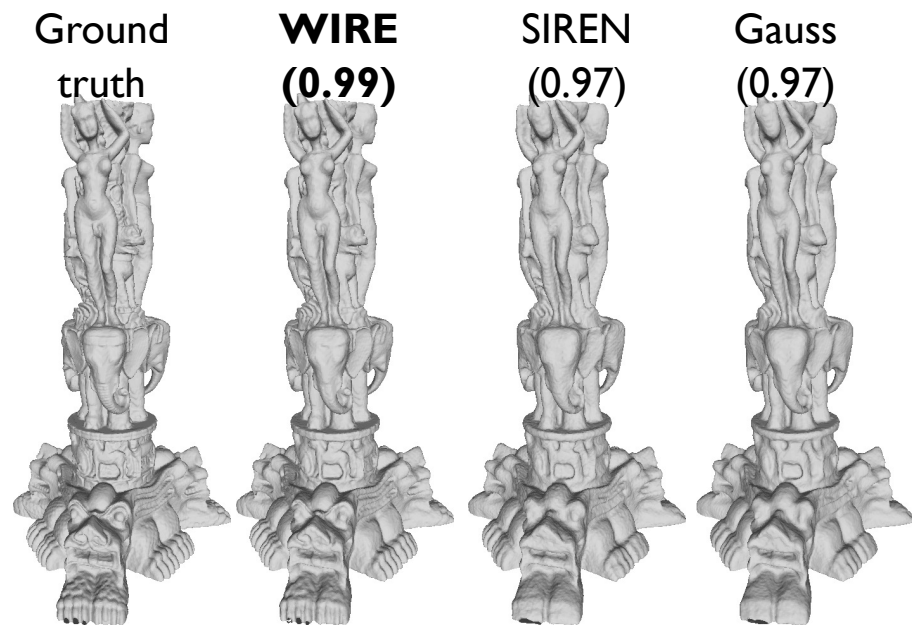 Ground
truth
WIRE
(0.99)
SIREN
(0.97)
Gauss
(0.97)